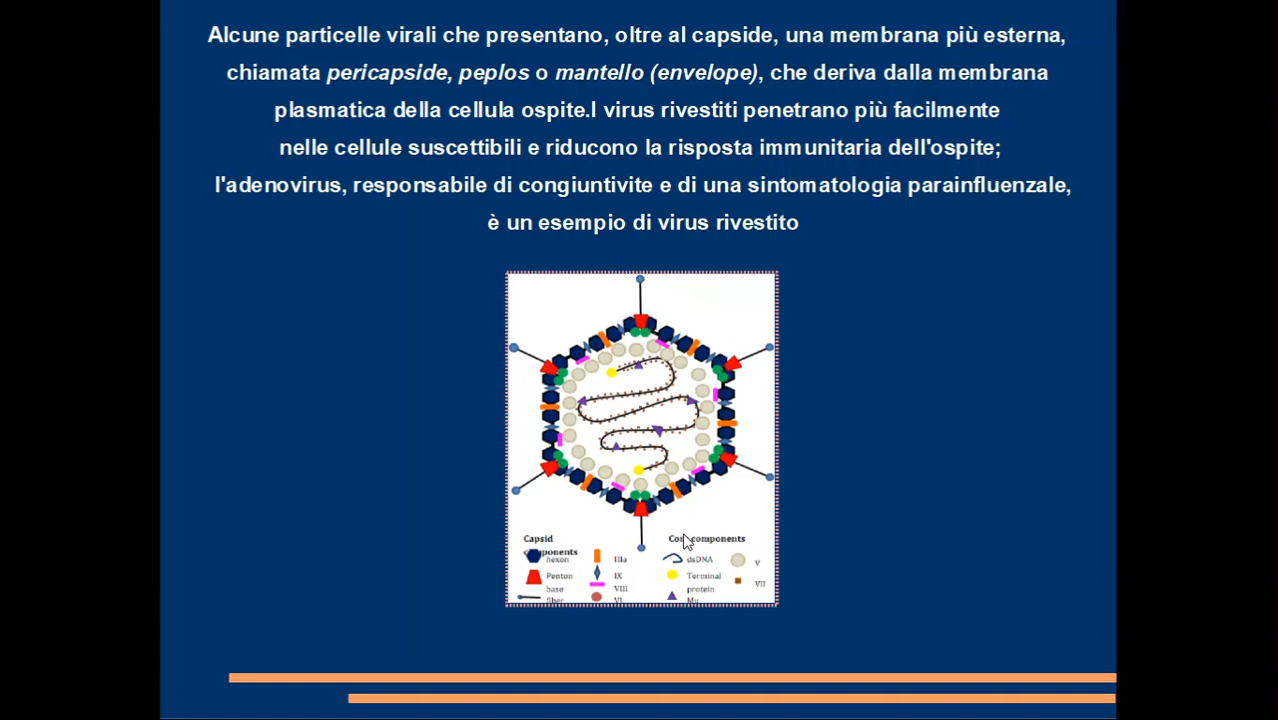 Alcune particelle virali che presentano, oltre al capside, una membrana più esterna,
chiamata pericapside, peplos o mantello (envelope), che deriva dalla membrana
plasmatica della cellula ospite.I virus rivestiti penetrano più facilmente
nelle cellule suscettibili e riducono la risposta immunitaria dell'ospite;
l'adenovirus, responsabile di congiuntivite e di una sintomatologia parainfluenzale,
è un esempio di virus rivestito
Capsid
components
hexon
Penton
base
fiber
IIIa
IX
VIII
VI
components
dsDNA
Terminal
protein
Mu
V
VII